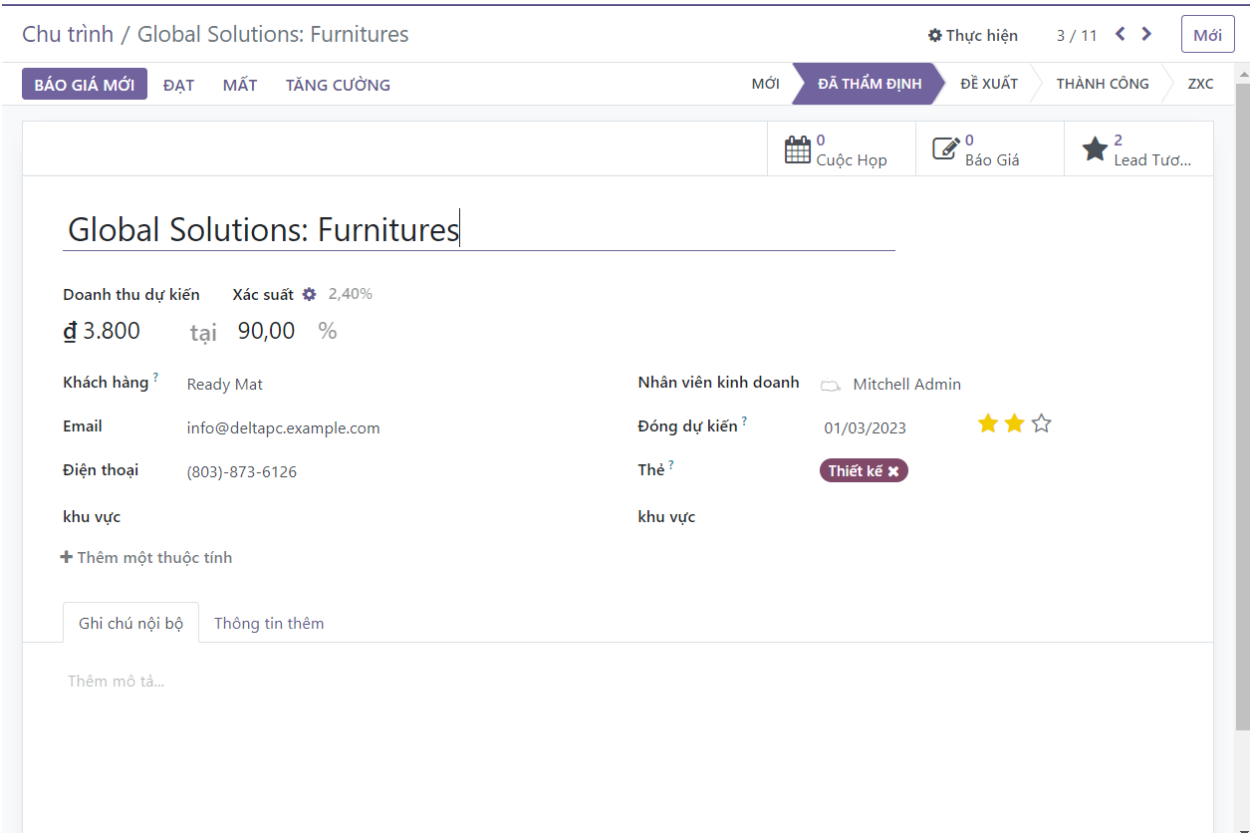 Chu trình / Global Solutions: Furnitures
Thực hiện
3 / 11
Mới
BÁO GIÁ MỚI
ĐẠT
MẤT
TĂNG CƯỜNG
MỚI
ĐÃ THẨM ĐỊNH
ĐỀ XUẤT
THÀNH CÔNG
ZXC
0
Cuộc Họp
0
Báo Giá
2
Lead Tươ...
Global Solutions: Furnitures
Doanh thu dự kiến
Xác suất
2,40%
₫ 3.800
tại
90,00
%
Khách hàng ?
Ready Mat
Nhân viên kinh doanh
Mitchell Admin
Email
info@deltapc.example.com
Đóng dự kiến ?
01/03/2023
Điện thoại
(803)-873-6126
Thẻ ?
Thiết kế ×
khu vực
khu vực
+ Thêm một thuộc tính
Ghi chú nội bộ
Thông tin thêm
Thêm mô tả...